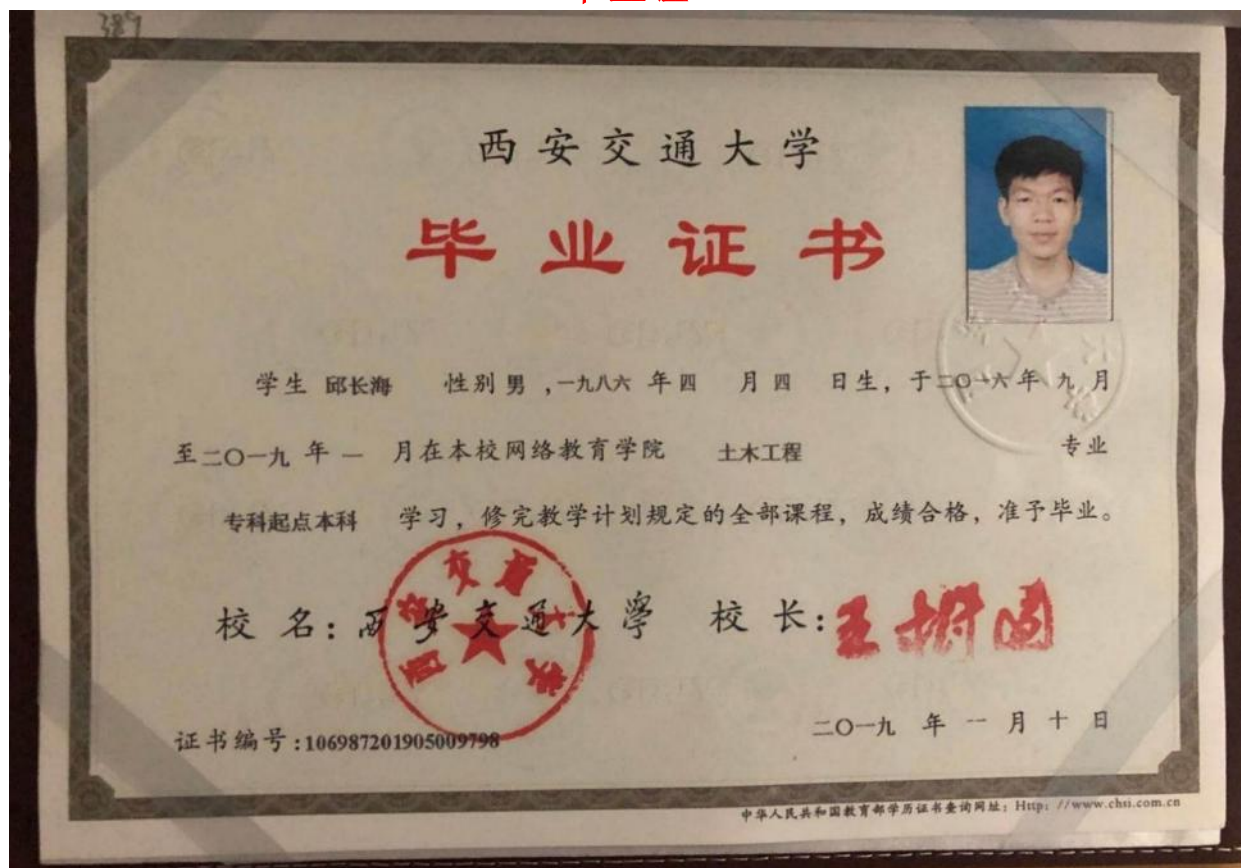 389
西安交通大学
毕业证书
学生 邱长海 性别 男 ,一九八六 年 四 月 四 日生, 于二〇一六年 九 月
至二〇一九 年 一 月在本校网络教育学院 土木工程 专业
专科起点本科 学习, 修完教学计划规定的全部课程, 成绩合格, 准予毕业。
校 名: 西安交通大學 校 长: 王树国
西安交通大学
证书编号:106987201905009798
二〇一九 年 一 月 十 日
中华人民共和国教育部学历证书查询网址: Http: //www.chsi.com.cn